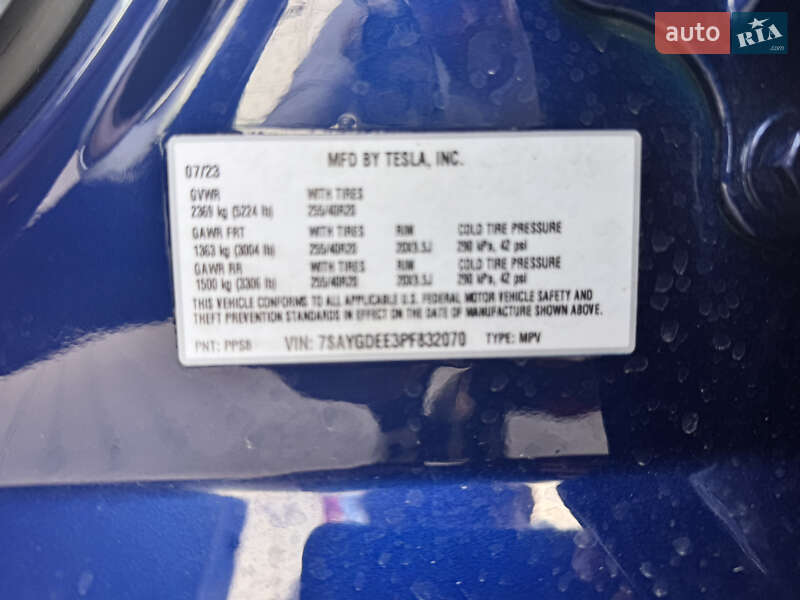 auto RIA.com
07/23 MFD BY TESLA, INC.
GVWR WITH TIRES
2369 kg (5224 lb) 255/40R20
GAWR FRT WITH TIRES RIM COLD TIRE PRESSURE
1363 kg (3004 lb) 255/40R20 20X9.5J 290 kPa, 42 psi
GAWR RR WITH TIRES RIM COLD TIRE PRESSURE
1500 kg (3306 lb) 255/40R20 20X9.5J 290 kPa, 42 psi
THIS VEHICLE CONFORMS TO ALL APPLICABLE U.S. FEDERAL MOTOR VEHICLE SAFETY AND
THEFT PREVENTION STANDARDS IN EFFECT ON THE DATE OF MANUFACTURE SHOWN ABOVE.
PNT: PPSB VIN: 7SAYGDEE3PF832070 TYPE: MPV